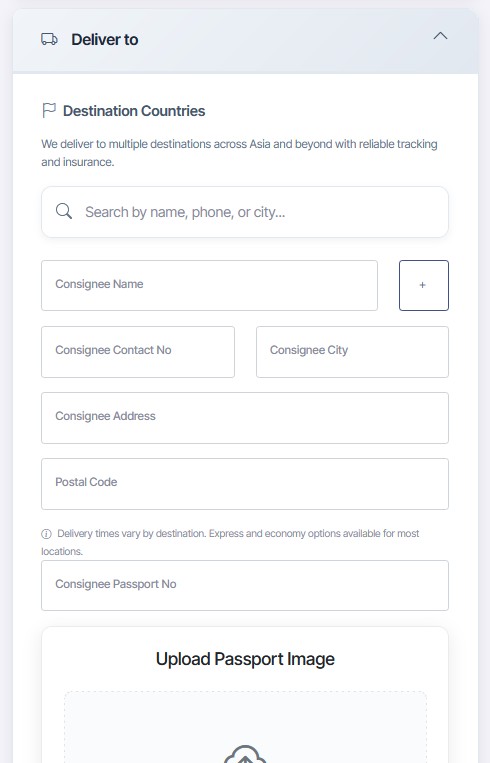 Deliver to
Destination Countries
We deliver to multiple destinations across Asia and beyond with reliable tracking
and insurance.
Search by name, phone, or city...
Consignee Name
+
Consignee Contact No
Consignee City
Consignee Address
Postal Code
Delivery times vary by destination. Express and economy options available for most
locations.
Consignee Passport No
Upload Passport Image